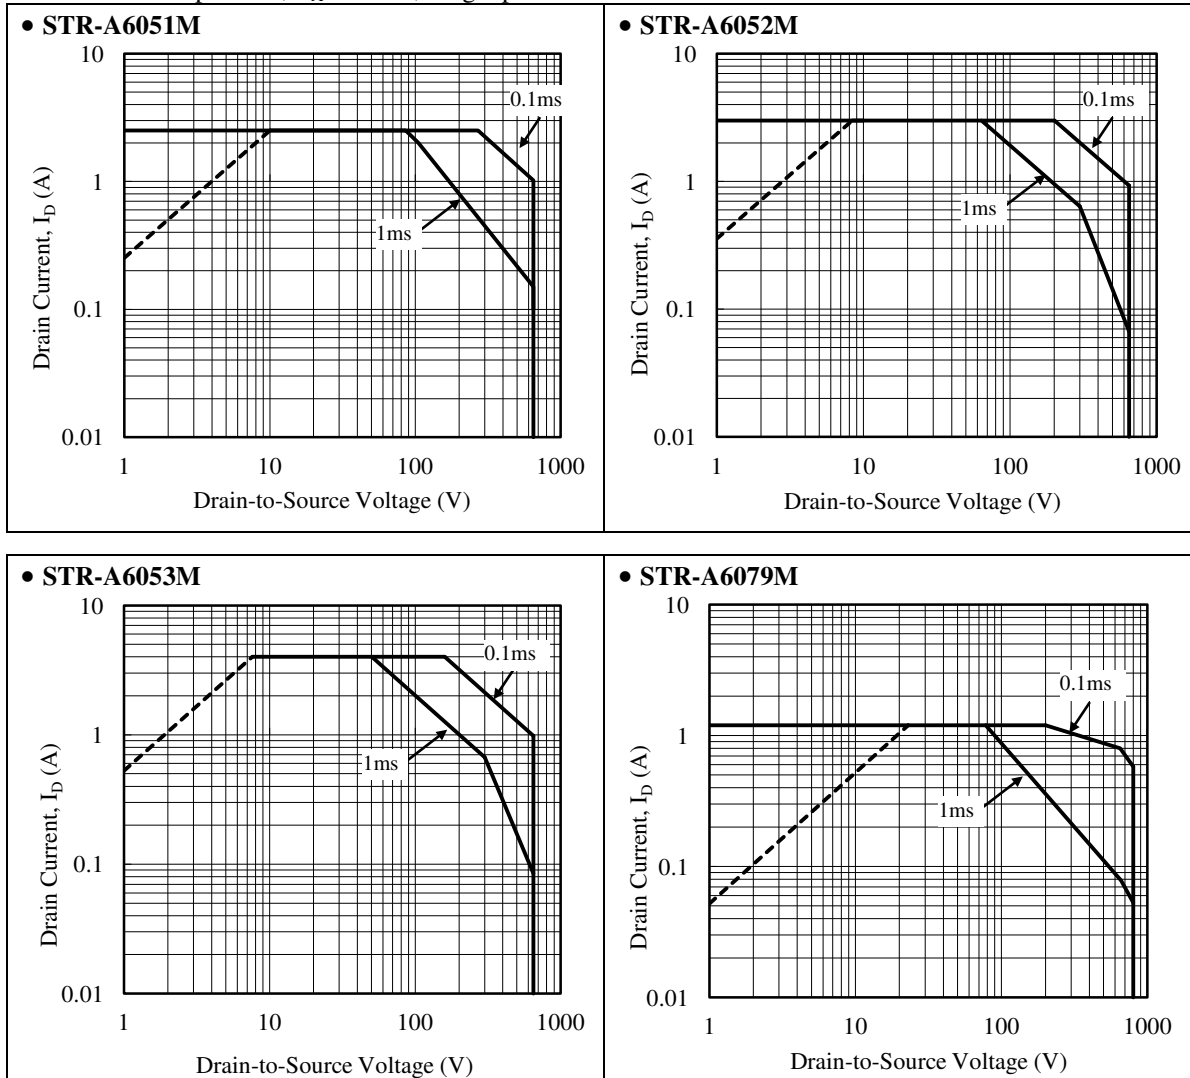 • STR-A6051M
10
1
0.1
0.01
1 10 100 1000
Drain Current, I_D (A)
Drain-to-Source Voltage (V)
0.1ms
1ms
• STR-A6052M
10
1
0.1
0.01
1 10 100 1000
Drain Current, I_D (A)
Drain-to-Source Voltage (V)
0.1ms
1ms
• STR-A6053M
10
1
0.1
0.01
1 10 100 1000
Drain Current, I_D (A)
Drain-to-Source Voltage (V)
0.1ms
1ms
• STR-A6079M
10
1
0.1
0.01
1 10 100 1000
Drain Current, I_D (A)
Drain-to-Source Voltage (V)
0.1ms
1ms